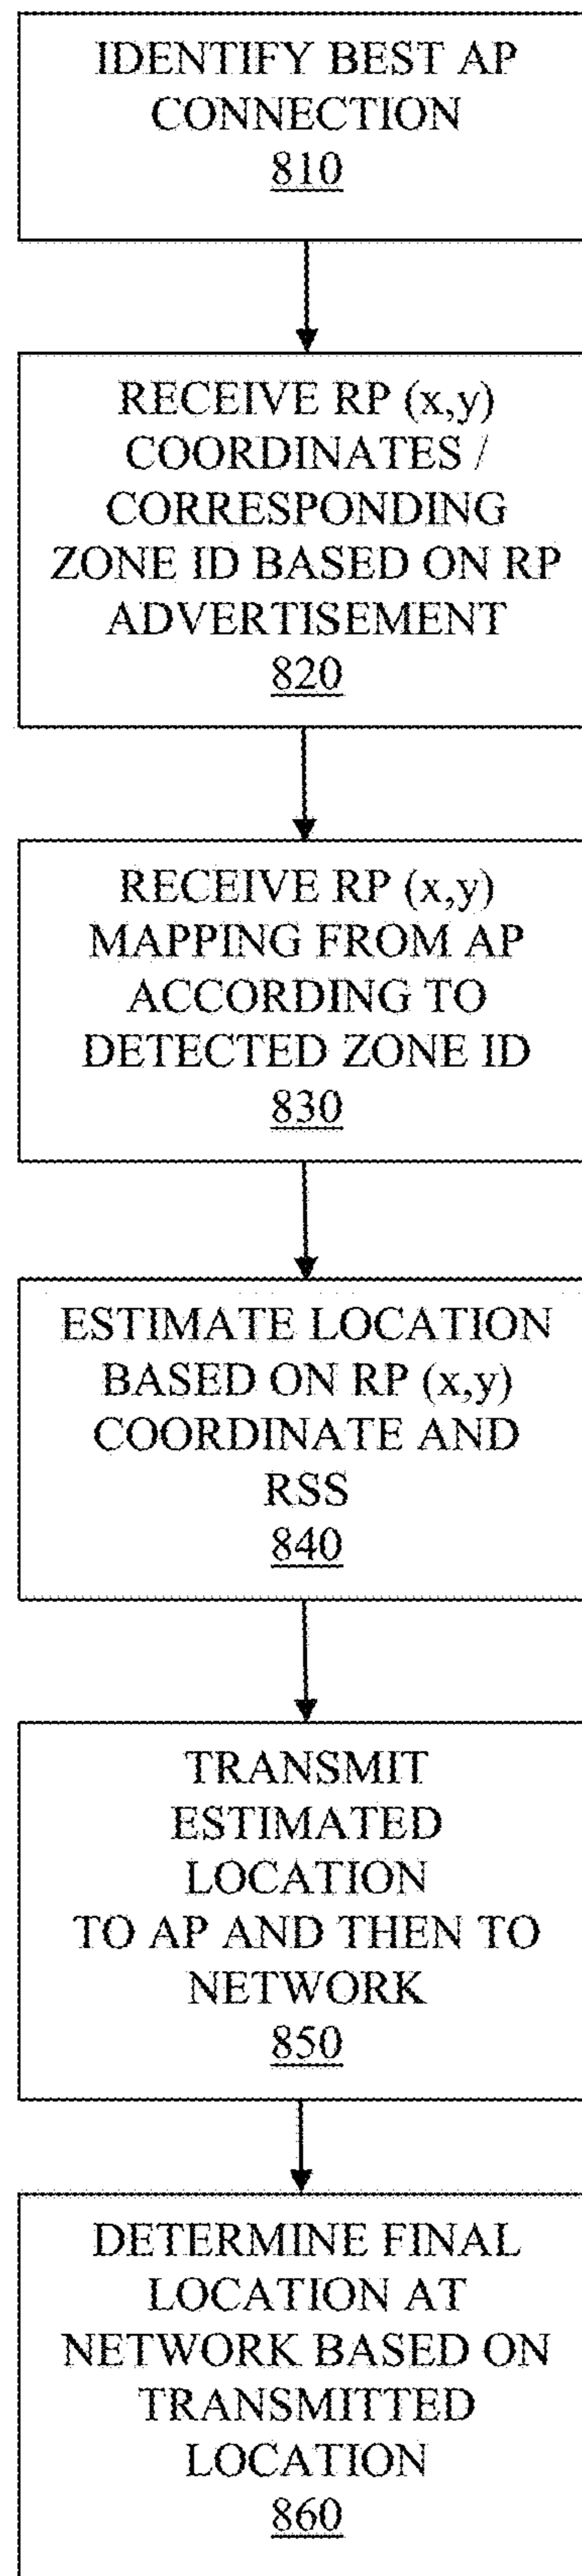 IDENTIFY BEST AP
CONNECTION
810
RECEIVE RP (x,y)
COORDINATES /
CORRESPONDING
ZONE ID BASED ON RP
ADVERTISEMENT
820
RECEIVE RP (x,y)
MAPPING FROM AP
ACCORDING TO
DETECTED ZONE ID
830
ESTIMATE LOCATION
BASED ON RP (x,y)
COORDINATE AND
RSS
840
TRANSMIT
ESTIMATED
LOCATION
TO AP AND THEN TO
NETWORK
850
DETERMINE FINAL
LOCATION AT
NETWORK BASED ON
TRANSMITTED
LOCATION
860